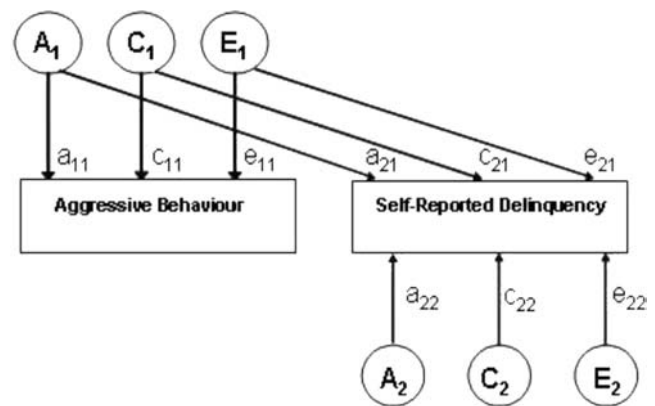 A1 C1 E1
a11 c11 e11 a21 c21 e21
Aggressive Behaviour Self-Reported Delinquency
a22 c22 e22
A2 C2 E2